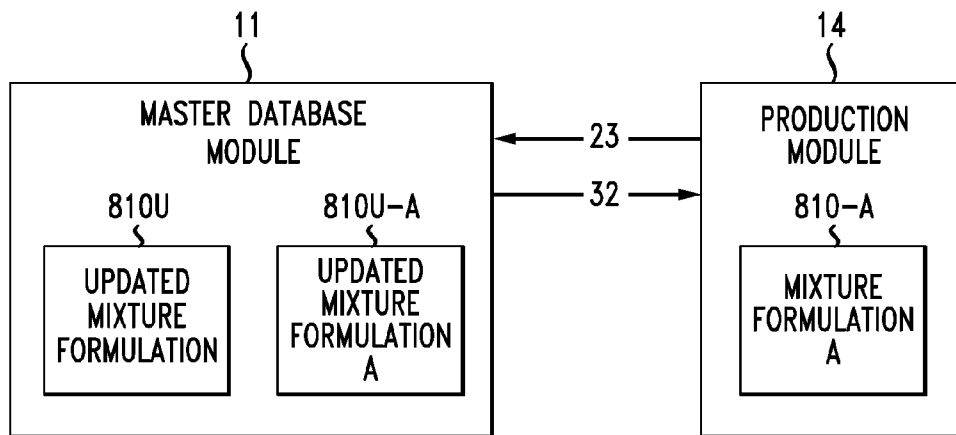 11
14
MASTER DATABASE
MODULE
PRODUCTION
MODULE
23
32
810U
810U-A
810-A
UPDATED
MIXTURE
FORMULATION
UPDATED
MIXTURE
FORMULATION
A
MIXTURE
FORMULATION
A